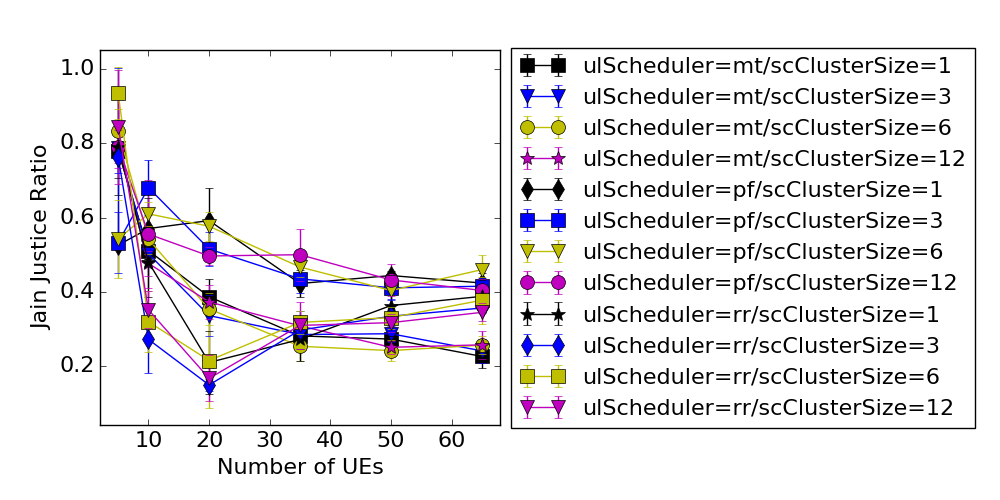 1.0
0.8
0.6
0.4
0.2
Jain Justice Ratio
10 20 30 40 50 60
Number of UEs
ulScheduler=mt/scClusterSize=1
ulScheduler=mt/scClusterSize=3
ulScheduler=mt/scClusterSize=6
ulScheduler=mt/scClusterSize=12
ulScheduler=pf/scClusterSize=1
ulScheduler=pf/scClusterSize=3
ulScheduler=pf/scClusterSize=6
ulScheduler=pf/scClusterSize=12
ulScheduler=rr/scClusterSize=1
ulScheduler=rr/scClusterSize=3
ulScheduler=rr/scClusterSize=6
ulScheduler=rr/scClusterSize=12